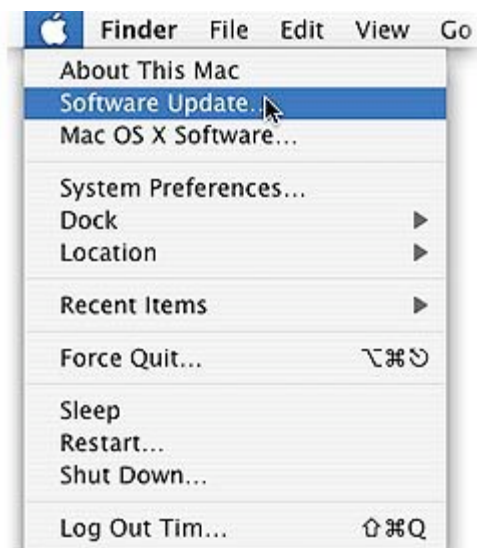 Finder File Edit View Go
About This Mac
Software Update...
Mac OS X Software...
System Preferences...
Dock
Location
Recent Items
Force Quit... ⌥⌘⎋
Sleep
Restart...
Shut Down...
Log Out Tim... ⇧⌘Q